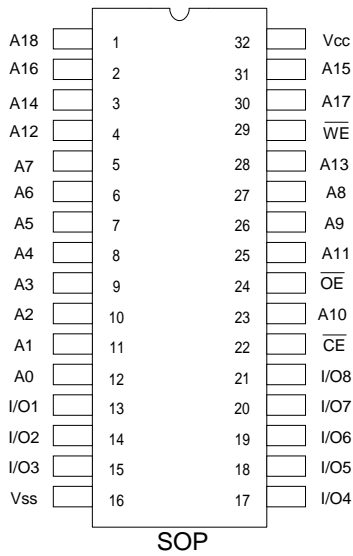 A18 1 32 Vcc
A16 2 31 A15
A14 3 30 A17
A12 4 29 W̅E̅
A7 5 28 A13
A6 6 27 A8
A5 7 26 A9
A4 8 25 A11
A3 9 24 O̅E̅
A2 10 23 A10
A1 11 22 C̅E̅
A0 12 21 I/O8
I/O1 13 20 I/O7
I/O2 14 19 I/O6
I/O3 15 18 I/O5
Vss 16 17 I/O4
SOP